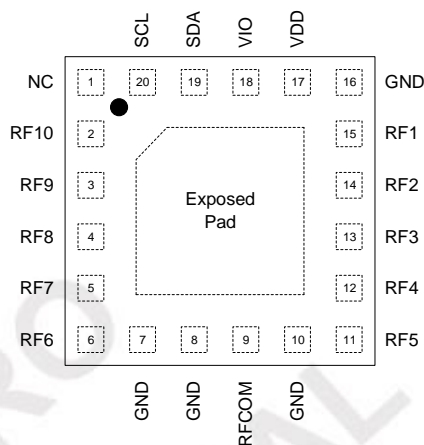 SCL SDA VIO VDD
NC 1 20 19 18 17 16 GND
RF10 2 15 RF1
RF9 3 14 RF2
Exposed
Pad
RF8 4 13 RF3
RF7 5 12 RF4
RF6 6 7 8 9 10 11 RF5
GND GND RFCOM GND